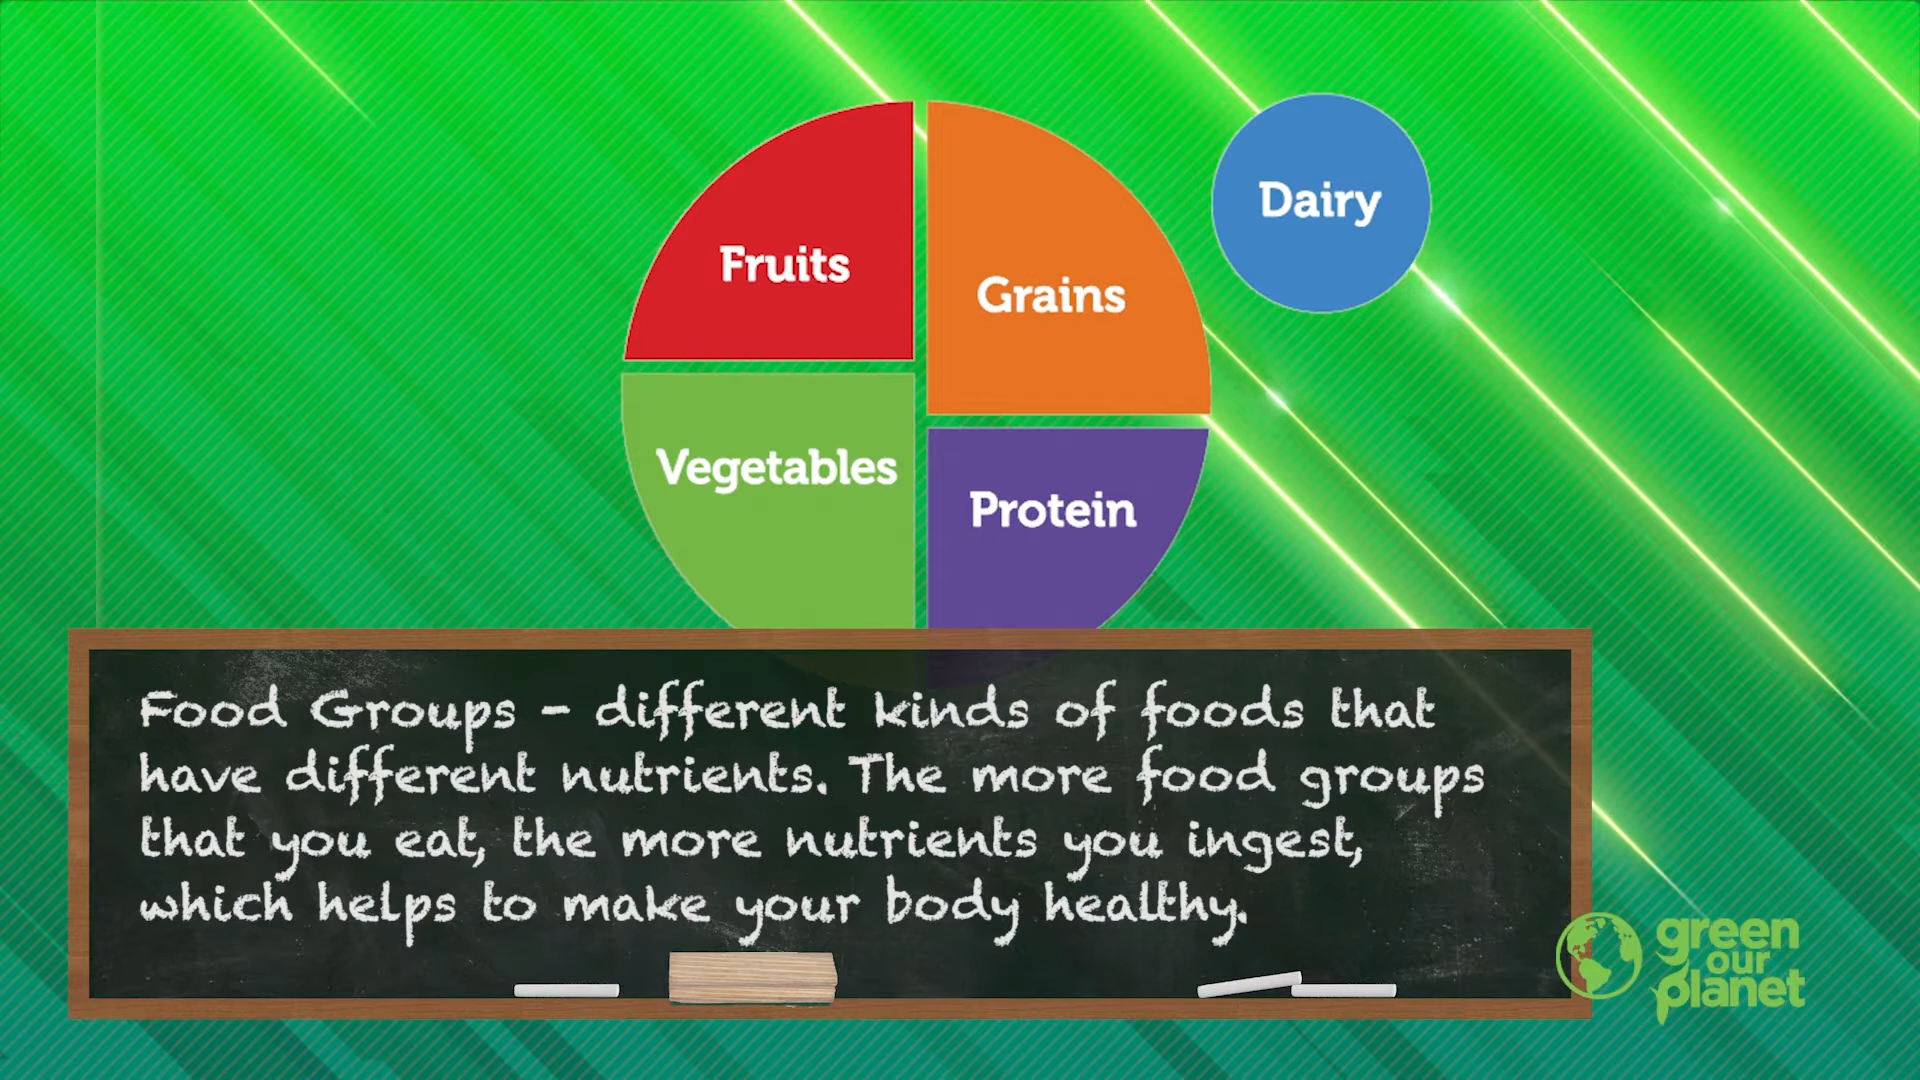 Fruits
Grains
Dairy
Vegetables
Protein
Food Groups - different kinds of foods that
have different nutrients. The more food groups
that you eat, the more nutrients you ingest,
which helps to make your body healthy.
green
our
planet